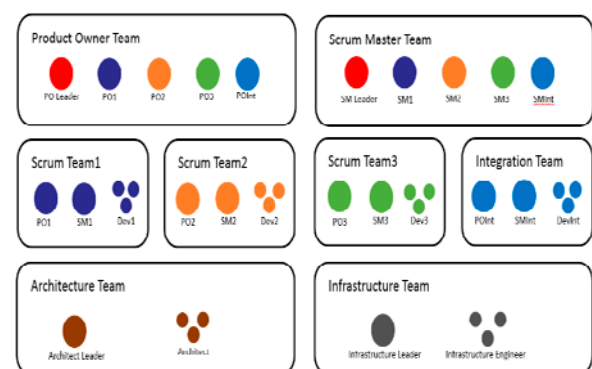 Product Owner Team
PO Leader PO1 PO2 PO3 POInt
Scrum Master Team
SM Leader SM1 SM2 SM3 SMInt
Scrum Team1
PO1 SM1 Dev1
Scrum Team2
PO2 SM2 Dev2
Scrum Team3
PO3 SM3 Dev3
Integration Team
POInt SMInt DevInt
Architecture Team
Architect Leader Architect
Infrastructure Team
Infrastructure Leader Infrastructure Engineer